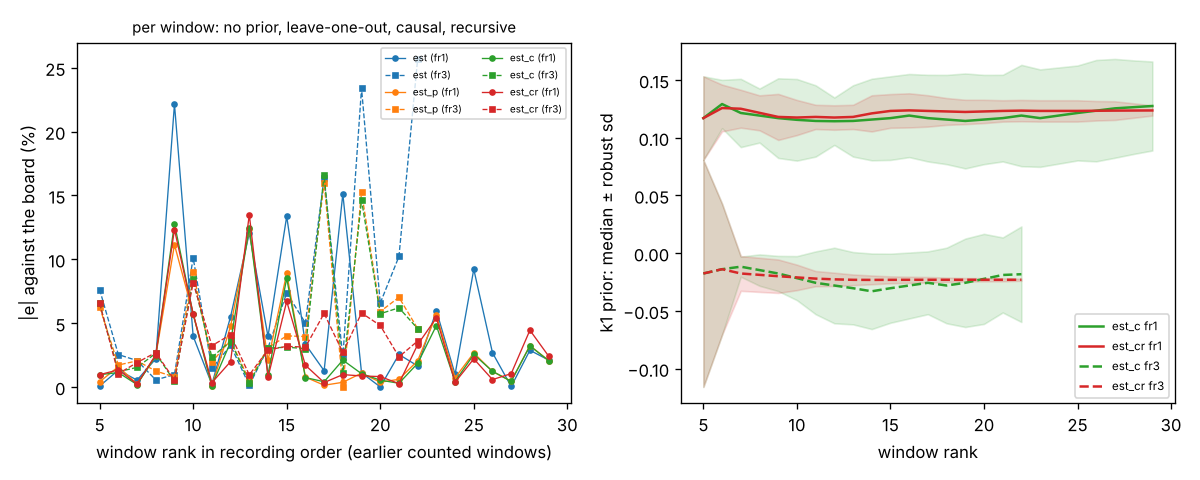 per window: no prior, leave-one-out, causal, recursive
|e| against the board (%)
25
20
15
10
5
0
est (fr1)
est (fr3)
est_p (fr1)
est_p (fr3)
est_c (fr1)
est_c (fr3)
est_cr (fr1)
est_cr (fr3)
5
10
15
20
25
30
window rank in recording order (earlier counted windows)
k1 prior: median ± robust sd
0.15
0.10
0.05
0.00
−0.05
−0.10
est_c fr1
est_cr fr1
est_c fr3
est_cr fr3
5
10
15
20
25
30
window rank